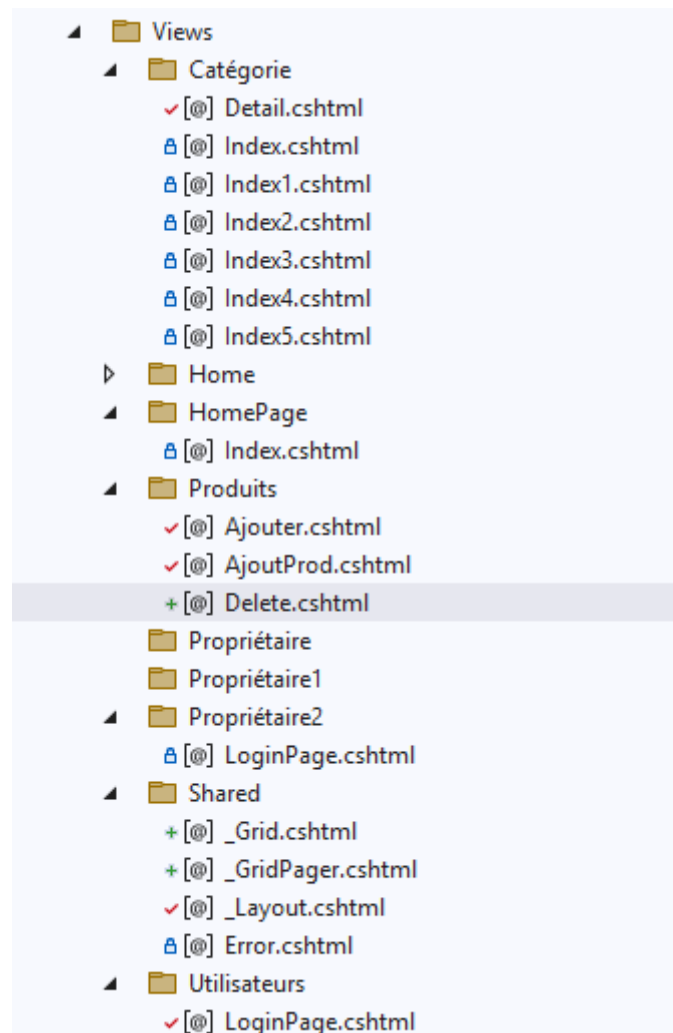 Views
Catégorie
[@] Detail.cshtml
[@] Index.cshtml
[@] Index1.cshtml
[@] Index2.cshtml
[@] Index3.cshtml
[@] Index4.cshtml
[@] Index5.cshtml
Home
HomePage
[@] Index.cshtml
Produits
[@] Ajouter.cshtml
[@] AjoutProd.cshtml
[@] Delete.cshtml
Propriétaire
Propriétaire1
Propriétaire2
[@] LoginPage.cshtml
Shared
[@] _Grid.cshtml
[@] _GridPager.cshtml
[@] _Layout.cshtml
[@] Error.cshtml
Utilisateurs
[@] LoginPage.cshtml